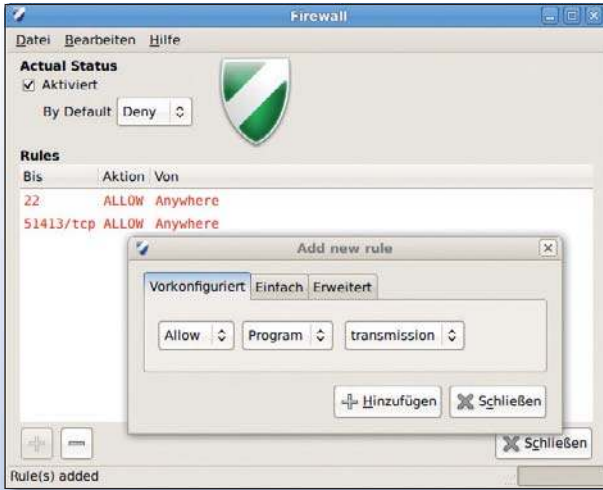 Firewall
Datei Bearbeiten Hilfe
Actual Status
Aktiviert
By Default Deny
Rules
Bis Aktion Von
22 ALLOW Anywhere
51413/tcp ALLOW Anywhere
Add new rule
Vorkonfiguriert Einfach Erweitert
Allow Program transmission
Hinzufügen Schließen
Schließen
Rule(s) added